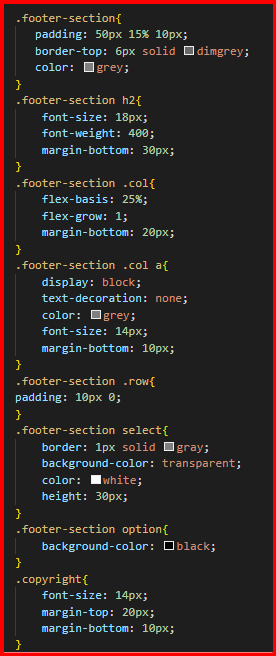 .footer-section{
padding: 50px 15% 10px;
border-top: 6px solid dimgrey;
color: grey;
}
.footer-section h2{
font-size: 18px;
font-weight: 400;
margin-bottom: 30px;
}
.footer-section .col{
flex-basis: 25%;
flex-grow: 1;
margin-bottom: 20px;
}
.footer-section .col a{
display: block;
text-decoration: none;
color: grey;
font-size: 14px;
margin-bottom: 10px;
}
.footer-section .row{
padding: 10px 0;
}
.footer-section select{
border: 1px solid gray;
background-color: transparent;
color: white;
height: 30px;
}
.footer-section option{
background-color: black;
}
.copyright{
font-size: 14px;
margin-top: 20px;
margin-bottom: 10px;
}